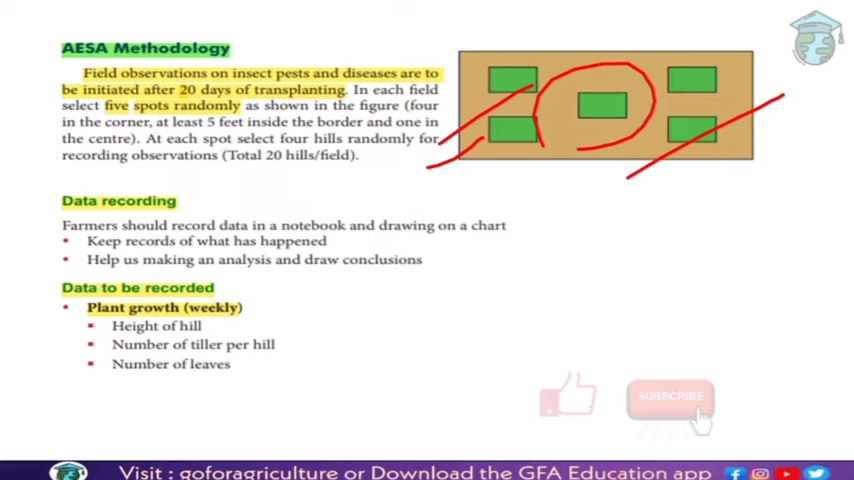 AESA Methodology
Field observations on insect pests and diseases are to
be initiated after 20 days of transplanting. In each field
select five spots randomly as shown in the figure (four
in the corner, at least 5 feet inside the border and one in
the centre). At each spot select four hills randomly for
recording observations (Total 20 hills/field).
Data recording
Farmers should record data in a notebook and drawing on a chart
• Keep records of what has happened
• Help us making an analysis and draw conclusions
Data to be recorded
• Plant growth (weekly)
▪ Height of hill
▪ Number of tiller per hill
▪ Number of leaves
SUBSCRIBE
Visit : goforagriculture or Download the GFA Education app